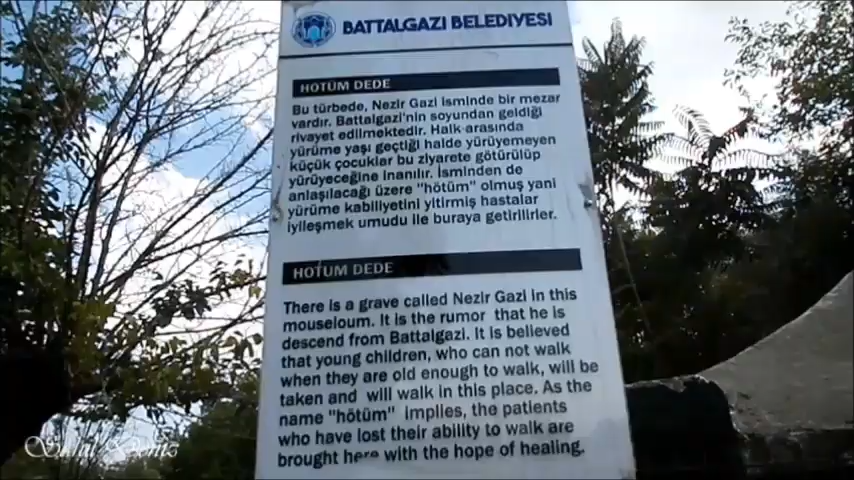 BATTALGAZI BELEDİYESİ
HOTUM DEDE
Bu türbede, Nezir Gazi isminde bir mezar
vardır. Battalgazi'nin soyundan geldiği
rivayet edilmektedir. Halk arasında
yürüme yaşı geçtiği halde yürüyemeyen
küçük çocuklar bu ziyarete götürülüp
yürüyeceğine inanılır. İsminden de
anlaşılacağı üzere "hötüm" olmuş yani
yürüme kabiliyetini yitirmiş hastalar
iyileşmek umudu ile buraya getirilirler.
HOTUM DEDE
There is a grave called Nezir Gazi in this
mouseloum. It is the rumor that he is
descend from Battalgazi. It is believed
that young children, who can not walk
when they are old enough to walk, will be
taken and will walk in this place. As the
name "hötüm" implies, the patients
who have lost their ability to walk are
brought here with the hope of healing.